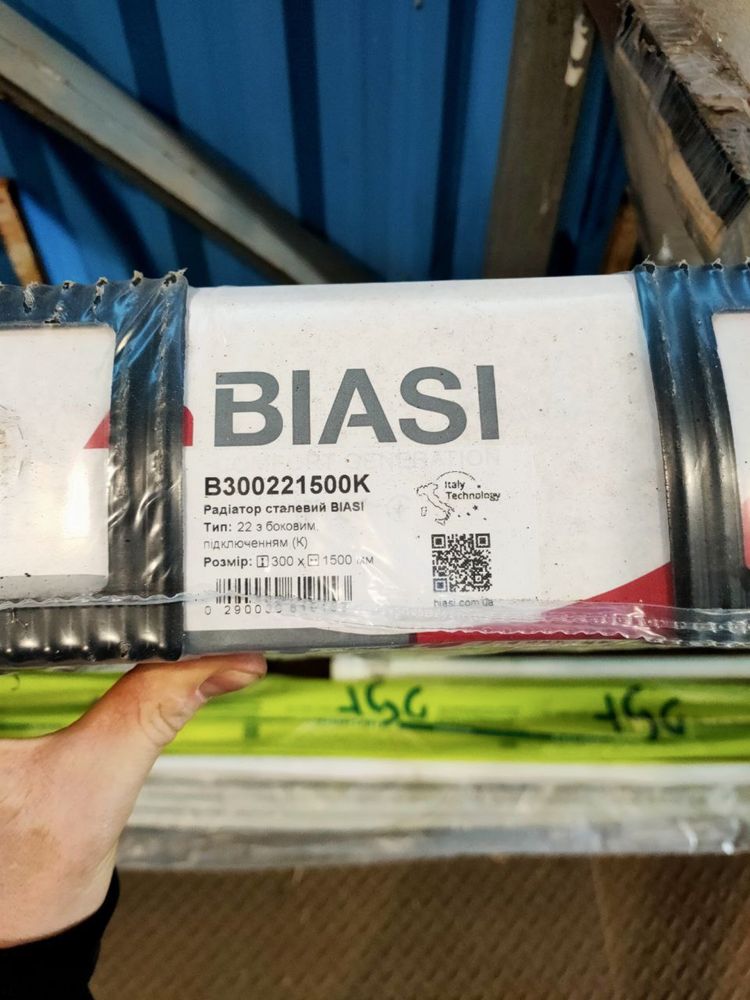 BIASI
B300221500K
Радіатор сталевий BIASI
Тип: 22 з боковим
підключенням (К)
Розмір: 300 x 1500 мм
Italy
Technology
biasi.com.ua